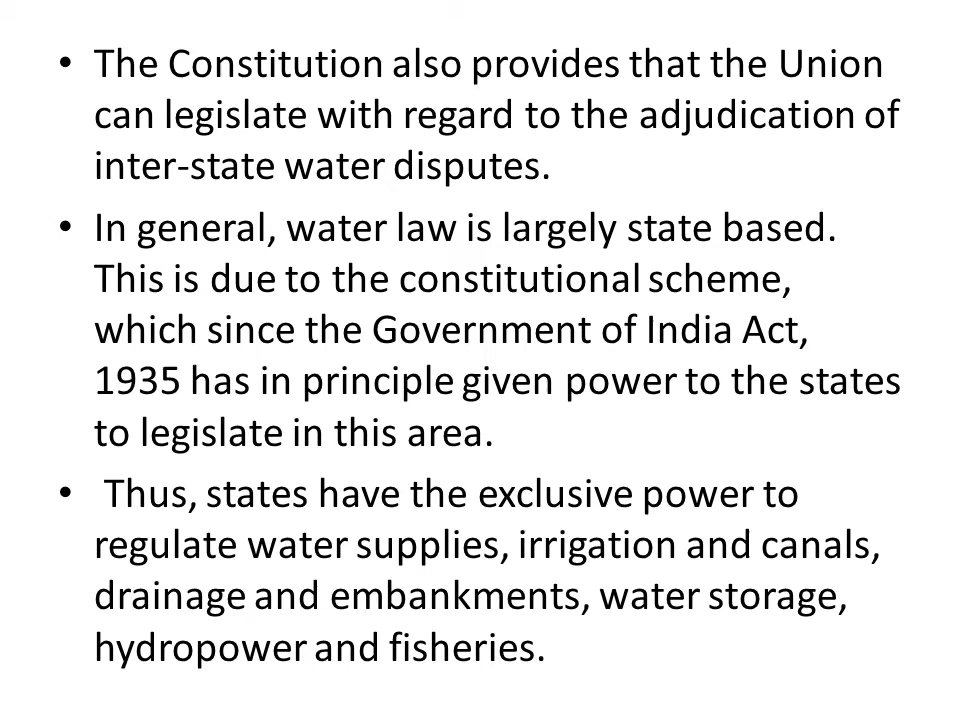 • The Constitution also provides that the Union
can legislate with regard to the adjudication of
inter-state water disputes.
• In general, water law is largely state based.
This is due to the constitutional scheme,
which since the Government of India Act,
1935 has in principle given power to the states
to legislate in this area.
• Thus, states have the exclusive power to
regulate water supplies, irrigation and canals,
drainage and embankments, water storage,
hydropower and fisheries.